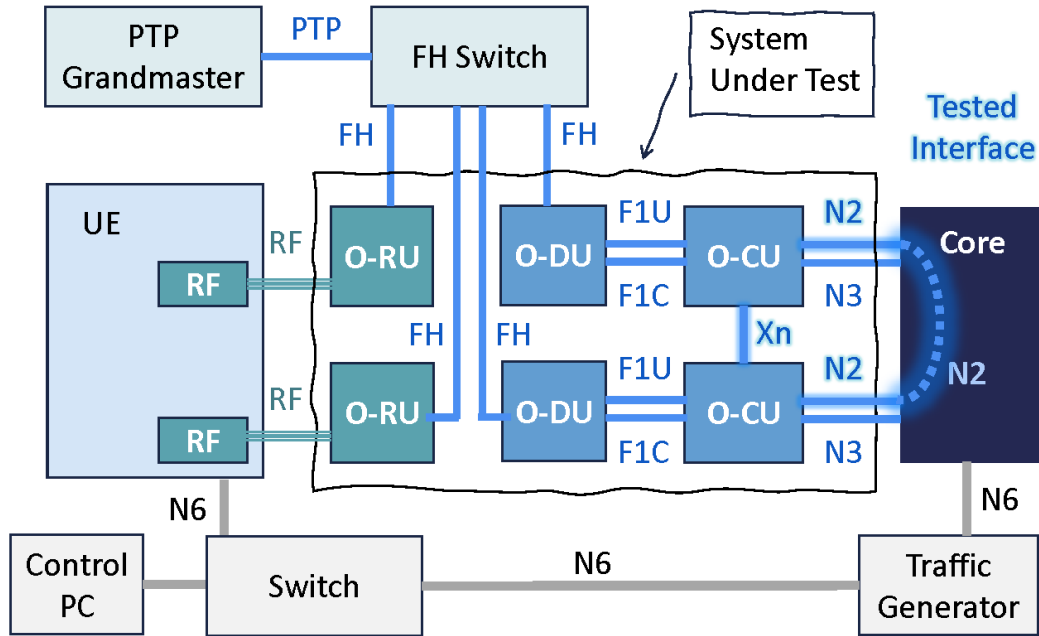 PTP
Grandmaster
PTP
FH Switch
System
Under Test
Tested
Interface
FH
FH
UE
RF
RF
O-RU
O-DU
F1U
F1C
O-CU
N2
N3
Core
Xn
FH
FH
RF
RF
O-RU
O-DU
F1U
F1C
O-CU
N2
N3
N2
N6
N6
Control
PC
Switch
N6
Traffic
Generator